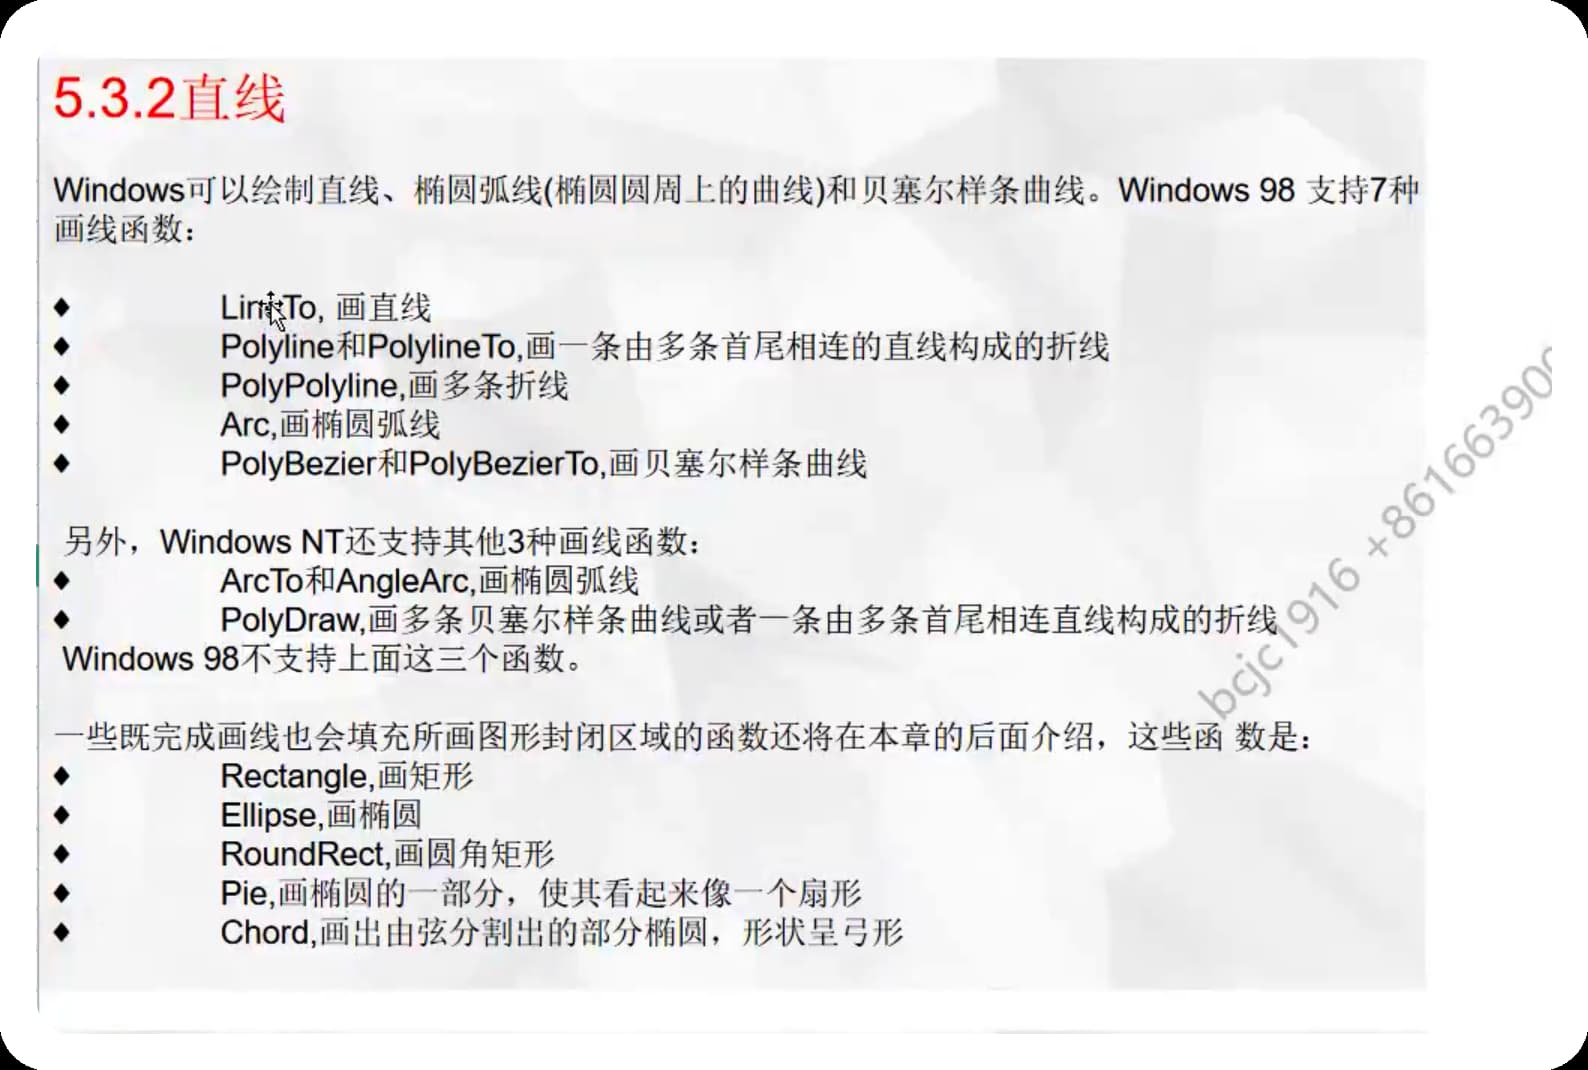 5.3.2直线
Windows可以绘制直线、椭圆弧线(椭圆圆周上的曲线)和贝塞尔样条曲线。Windows 98 支持7种
画线函数：
◆ LineTo, 画直线
◆ Polyline和PolylineTo,画一条由多条首尾相连的直线构成的折线
◆ PolyPolyline,画多条折线
◆ Arc,画椭圆弧线
◆ PolyBezier和PolyBezierTo,画贝塞尔样条曲线
另外，Windows NT还支持其他3种画线函数：
◆ ArcTo和AngleArc,画椭圆弧线
◆ PolyDraw,画多条贝塞尔样条曲线或者一条由多条首尾相连直线构成的折线
Windows 98不支持上面这三个函数。
一些既完成画线也会填充所画图形封闭区域的函数还将在本章的后面介绍，这些函 数是：
◆ Rectangle,画矩形
◆ Ellipse,画椭圆
◆ RoundRect,画圆角矩形
◆ Pie,画椭圆的一部分，使其看起来像一个扇形
◆ Chord,画出由弦分割出的部分椭圆，形状呈弓形
bcjc1916 +861663900